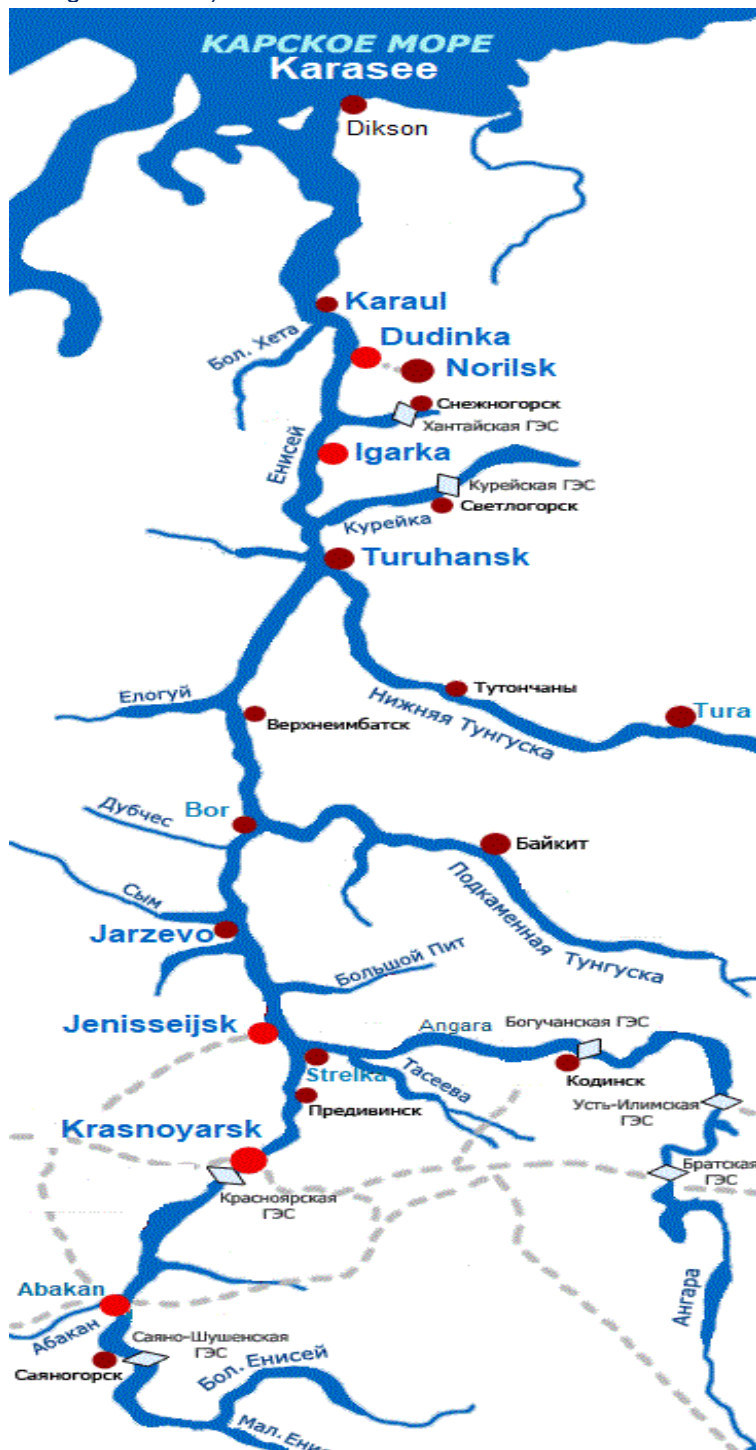 КАРСКОЕ МОРЕ
Karasee
Dikson
Karaul
Бол. Хета
Dudinka
Norilsk
Снежногорск
Хантайская ГЭС
Енисей
Igarka
Курейская ГЭС
Светлогорск
Курейка
Turuhansk
Тутончаны
Елогуй
Нижняя Тунгуска
Tura
Верхнеимбатск
Дубчес
Bor
Байкит
Сым
Подкаменная Тунгуска
Jarzevo
Большой Пит
Jenisseijsk
Angara
Богучанская ГЭС
Strelka
Тасеева
Кодинск
Предивинск
Усть-Илимская
ГЭС
Krasnoyarsk
Братская
ГЭС
Красноярская
ГЭС
Abakan
Ангара
Абакан
Саяно-Шушенская
ГЭС
Саяногорск
Бол. Енисей
Мал. Ени